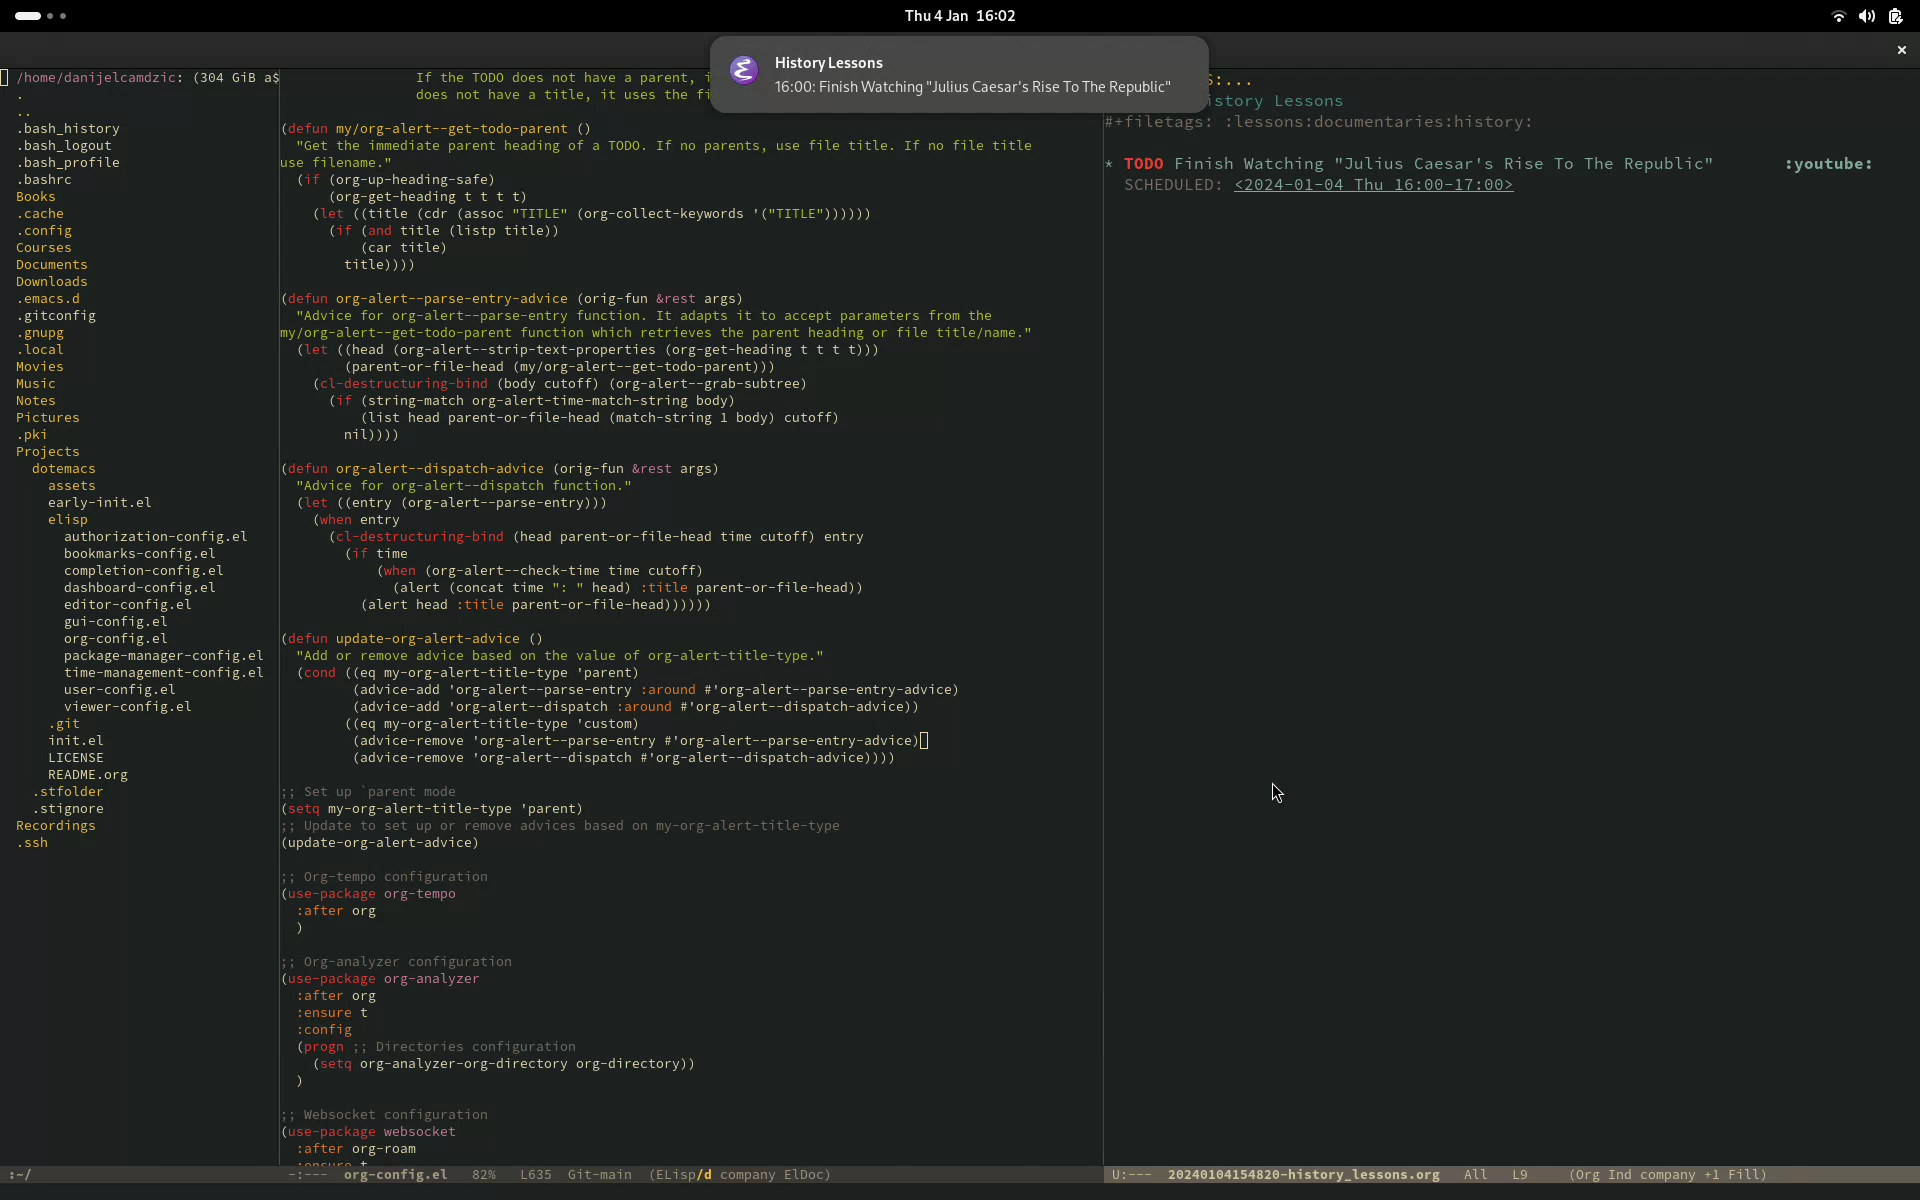 Thu 4 Jan 16:02
History Lessons
16:00: Finish Watching "Julius Caesar's Rise To The Republic"
/home/danijelcamdzic: (304 GiB a$
.
..
.bash_history
.bash_logout
.bash_profile
.bashrc
Books
.cache
.config
Courses
Documents
Downloads
.emacs.d
.gitconfig
.gnupg
.local
Movies
Music
Notes
Pictures
.pki
Projects
dotemacs
assets
early-init.el
elisp
authorization-config.el
bookmarks-config.el
completion-config.el
dashboard-config.el
editor-config.el
gui-config.el
org-config.el
package-manager-config.el
time-management-config.el
user-config.el
viewer-config.el
.git
init.el
LICENSE
README.org
.stfolder
.stignore
Recordings
.ssh
:~/
If the TODO does not have a parent, i
does not have a title, it uses the fi
(defun my/org-alert--get-todo-parent ()
"Get the immediate parent heading of a TODO. If no parents, use file title. If no file title
use filename."
(if (org-up-heading-safe)
(org-get-heading t t t t)
(let ((title (cdr (assoc "TITLE" (org-collect-keywords '("TITLE"))))))
(if (and title (listp title))
(car title)
title))))
(defun org-alert--parse-entry-advice (orig-fun &rest args)
"Advice for org-alert--parse-entry function. It adapts it to accept parameters from the
my/org-alert--get-todo-parent function which retrieves the parent heading or file title/name."
(let ((head (org-alert--strip-text-properties (org-get-heading t t t t)))
(parent-or-file-head (my/org-alert--get-todo-parent)))
(cl-destructuring-bind (body cutoff) (org-alert--grab-subtree)
(if (string-match org-alert-time-match-string body)
(list head parent-or-file-head (match-string 1 body) cutoff)
nil))))
(defun org-alert--dispatch-advice (orig-fun &rest args)
"Advice for org-alert--dispatch function."
(let ((entry (org-alert--parse-entry)))
(when entry
(cl-destructuring-bind (head parent-or-file-head time cutoff) entry
(if time
(when (org-alert--check-time time cutoff)
(alert (concat time ": " head) :title parent-or-file-head))
(alert head :title parent-or-file-head))))))
(defun update-org-alert-advice ()
"Add or remove advice based on the value of org-alert-title-type."
(cond ((eq my-org-alert-title-type 'parent)
(advice-add 'org-alert--parse-entry :around #'org-alert--parse-entry-advice)
(advice-add 'org-alert--dispatch :around #'org-alert--dispatch-advice))
((eq my-org-alert-title-type 'custom)
(advice-remove 'org-alert--parse-entry #'org-alert--parse-entry-advice)
(advice-remove 'org-alert--dispatch #'org-alert--dispatch-advice))))
;; Set up `parent mode
(setq my-org-alert-title-type 'parent)
;; Update to set up or remove advices based on my-org-alert-title-type
(update-org-alert-advice)
;; Org-tempo configuration
(use-package org-tempo
:after org
)
;; Org-analyzer configuration
(use-package org-analyzer
:after org
:ensure t
:config
(progn ;; Directories configuration
(setq org-analyzer-org-directory org-directory))
)
;; Websocket configuration
(use-package websocket
:after org-roam
:ensure t
-:--- org-config.el 82% L635 Git-main (ELisp/d company ElDoc)
S:...
istory Lessons
#+filetags: :lessons:documentaries:history:
* TODO Finish Watching "Julius Caesar's Rise To The Republic" :youtube:
SCHEDULED: <2024-01-04 Thu 16:00-17:00>
U:--- 20240104154820-history_lessons.org All L9 (Org Ind company +1 Fill)